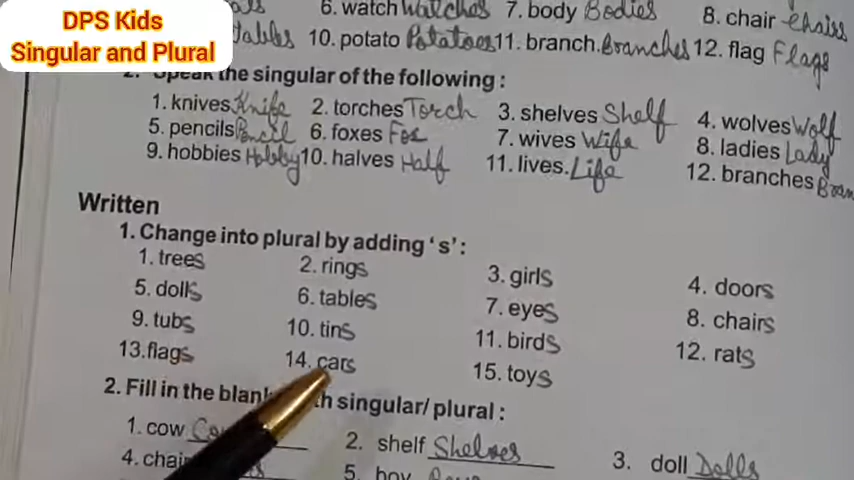 DPS Kids
Singular and Plural
6. watch Watches 7. body Bodies 8. chair Chairs
Tables 10. potato Potatoes 11. branch. Branches 12. flag Flags
2. Speak the singular of the following :
1. knives Knife 2. torches Torch 3. shelves Shelf 4. wolves Wolf
5. pencils Pencil 6. foxes Fox 7. wives Wife 8. ladies Lady
9. hobbies Hobby 10. halves Half 11. lives. Life 12. branches
Written
1. Change into plural by adding ' s' :
1. trees 2. rings 3. girls 4. doors
5. dolls 6. tables 7. eyes 8. chairs
9. tubs 10. tins 11. birds 12. rats
13. flags 14. cars 15. toys
2. Fill in the singular/ plural :
1. cow 2. shelf Shelves 3. doll Dolls
4. chair 5. boy